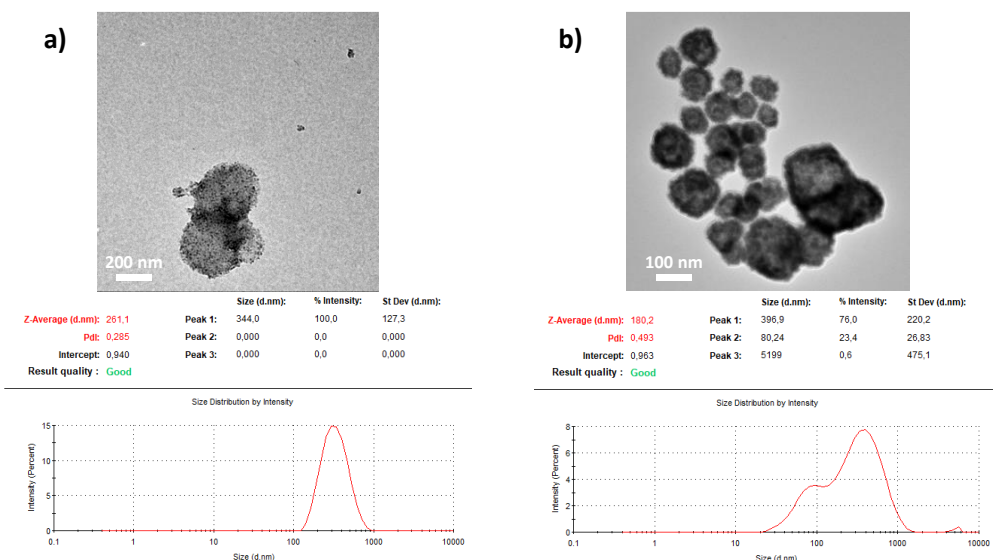 a)
200 nm
Size (d.nm): % Intensity: St Dev (d.nm):
Z-Average (d.nm): 261,1 Peak 1: 344,0 100,0 127,3
PdI: 0,285 Peak 2: 0,000 0,0 0,000
Intercept: 0,940 Peak 3: 0,000 0,0 0,000
Result quality : Good
Size Distribution by Intensity
Intensity (Percent)
15
10
5
0
0.1 1 10 100 1000 10000
Size (d.nm)
b)
100 nm
Size (d.nm): % Intensity: St Dev (d.nm):
Z-Average (d.nm): 180,2 Peak 1: 396,9 76,0 220,2
PdI: 0,493 Peak 2: 80,24 23,4 26,83
Intercept: 0,963 Peak 3: 5199 0,6 475,1
Result quality : Good
Size Distribution by Intensity
Intensity (Percent)
8
6
4
2
0
0.1 1 10 100 1000 10000
Size (d.nm)